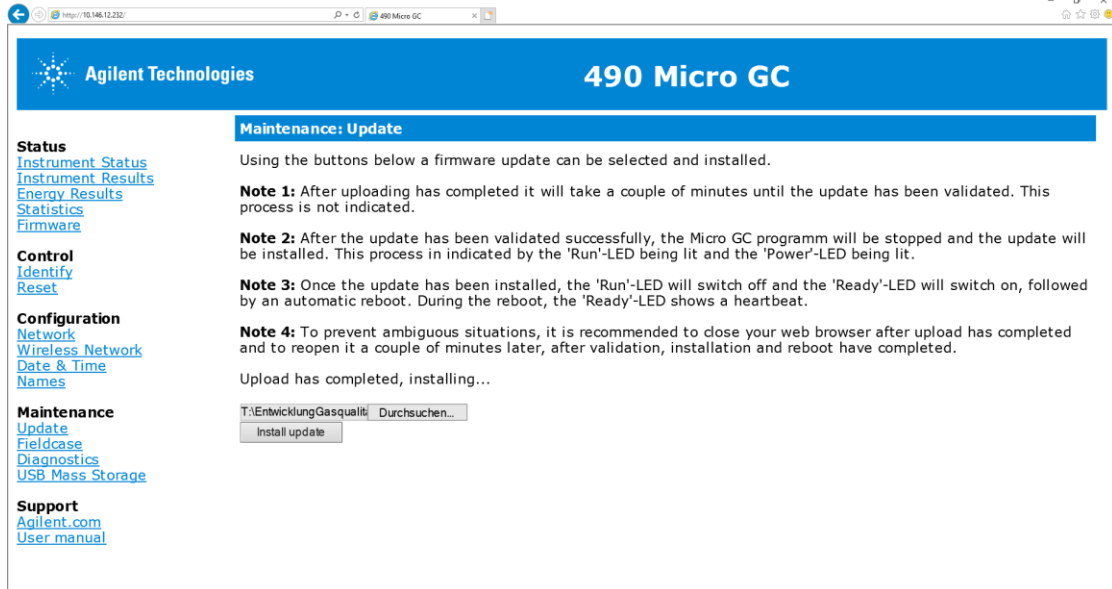 http://10.146.12.232/
490 Micro GC
Agilent Technologies
490 Micro GC
Status
Instrument Status
Instrument Results
Energy Results
Statistics
Firmware
Control
Identify
Reset
Configuration
Network
Wireless Network
Date & Time
Names
Maintenance
Update
Fieldcase
Diagnostics
USB Mass Storage
Support
Agilent.com
User manual
Maintenance: Update
Using the buttons below a firmware update can be selected and installed.
Note 1: After uploading has completed it will take a couple of minutes until the update has been validated. This
process is not indicated.
Note 2: After the update has been validated successfully, the Micro GC programm will be stopped and the update will
be installed. This process in indicated by the 'Run'-LED being lit and the 'Power'-LED being lit.
Note 3: Once the update has been installed, the 'Run'-LED will switch off and the 'Ready'-LED will switch on, followed
by an automatic reboot. During the reboot, the 'Ready'-LED shows a heartbeat.
Note 4: To prevent ambiguous situations, it is recommended to close your web browser after upload has completed
and to reopen it a couple of minutes later, after validation, installation and reboot have completed.
Upload has completed, installing...
T:\EntwicklungGasqualitä Durchsuchen...
Install update